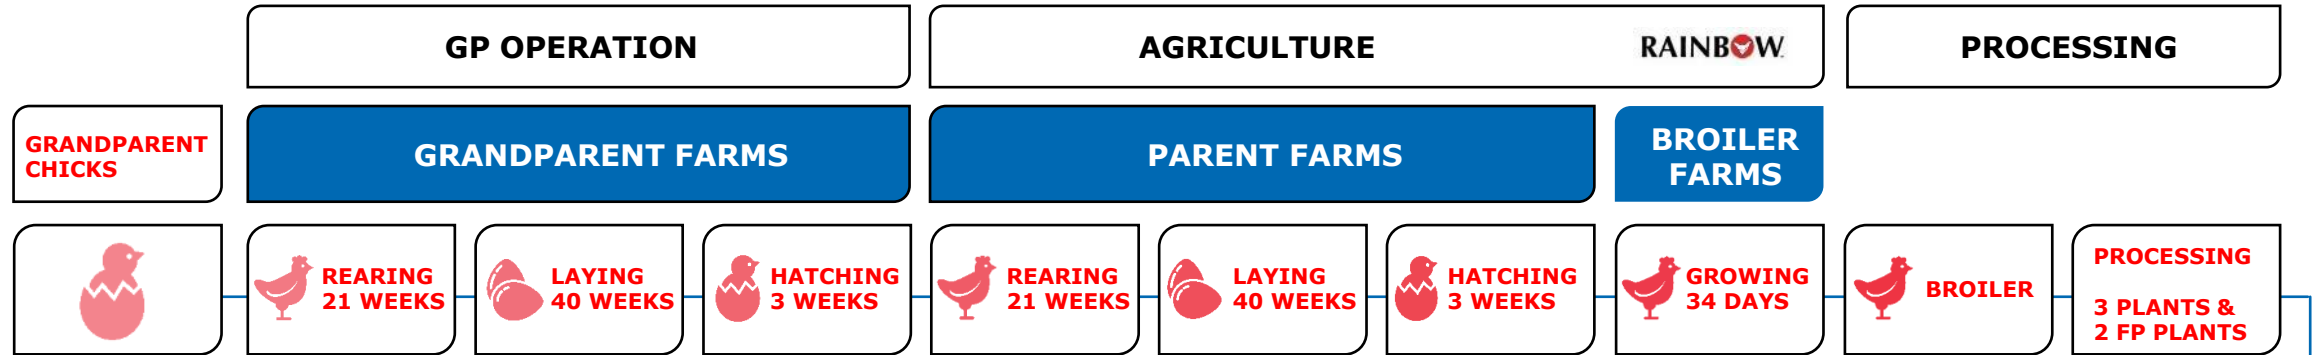 GP OPERATION
AGRICULTURE
RAINBOW
PROCESSING
GRANDPARENT
CHICKS
GRANDPARENT FARMS
PARENT FARMS
BROILER
FARMS
REARING
21 WEEKS
LAYING
40 WEEKS
HATCHING
3 WEEKS
REARING
21 WEEKS
LAYING
40 WEEKS
HATCHING
3 WEEKS
GROWING
34 DAYS
BROILER
PROCESSING
3 PLANTS &
2 FP PLANTS